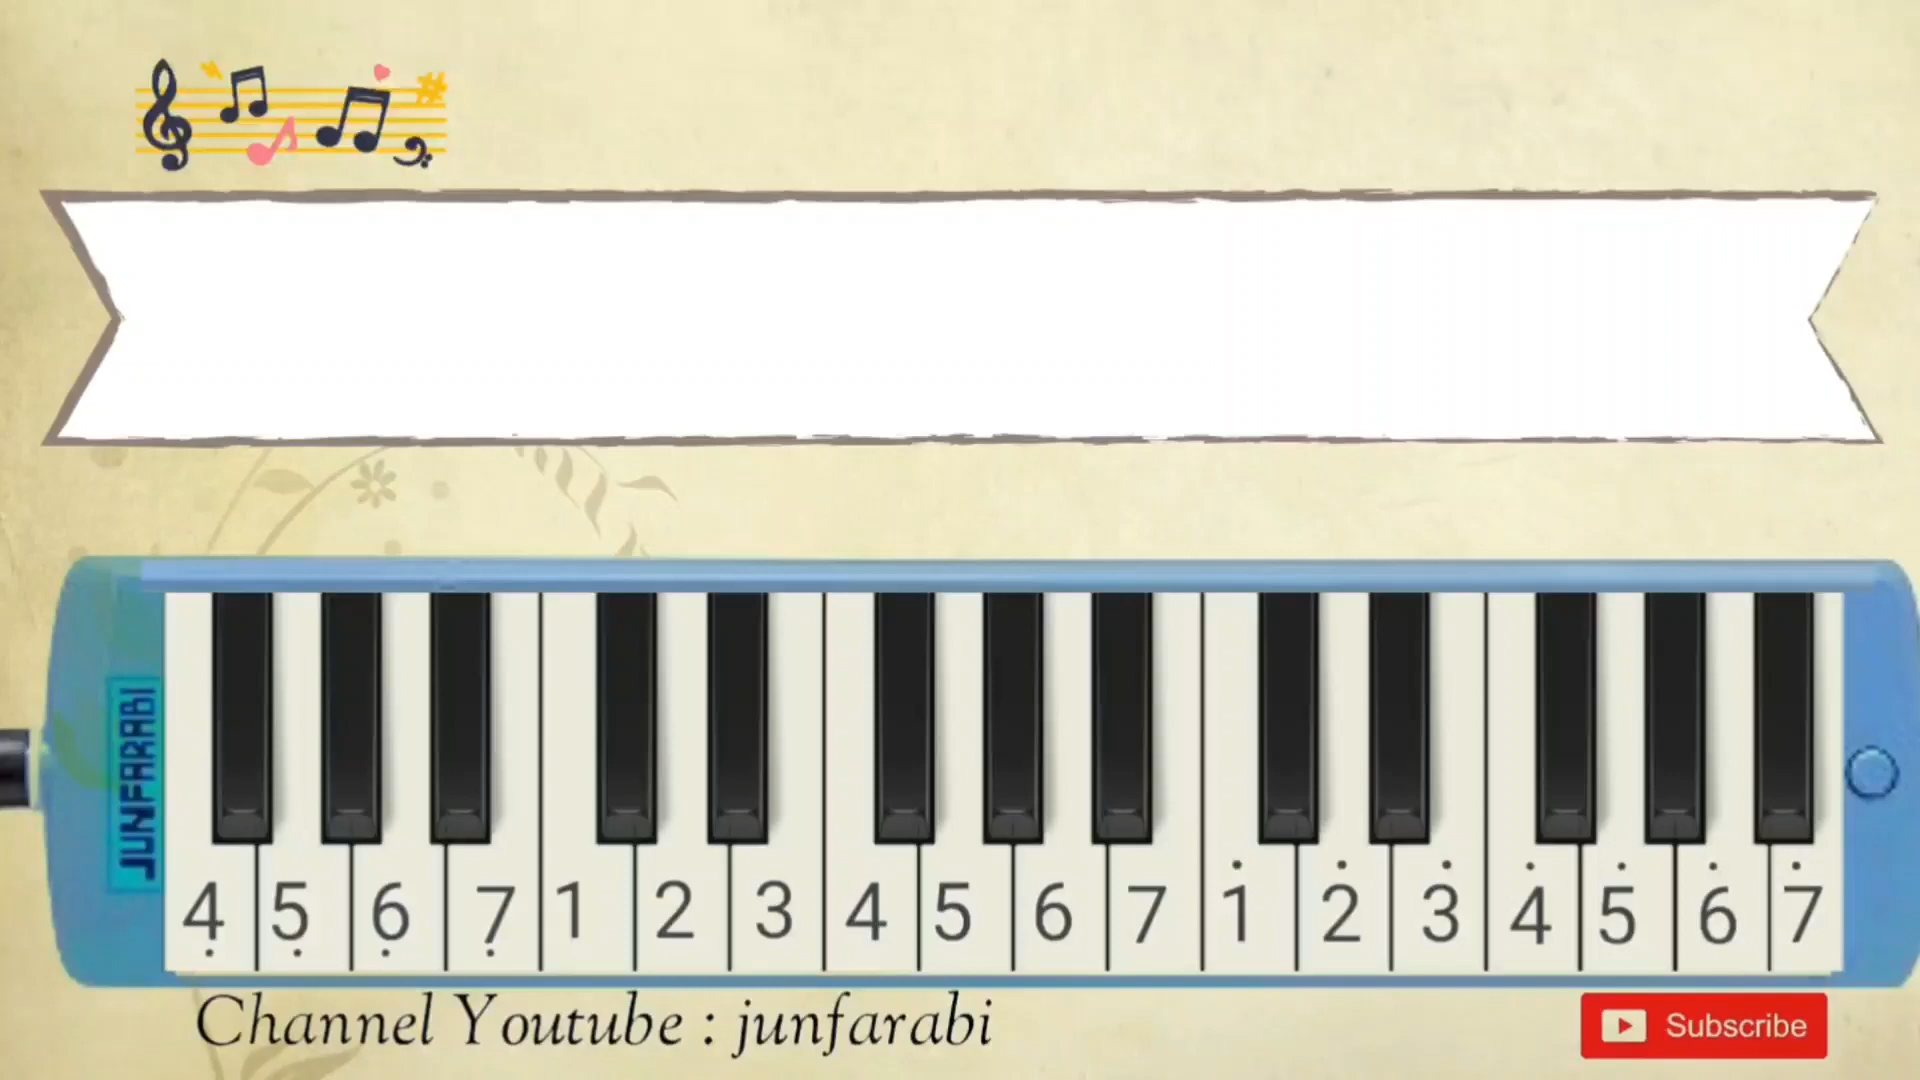 JUNFARABI
4̣ 5̣ 6̣ 7̣ 1 2 3 4 5 6 7 1̇ 2̇ 3̇ 4̇ 5̇ 6̇ 7̇
Channel Youtube : junfarabi
Subscribe